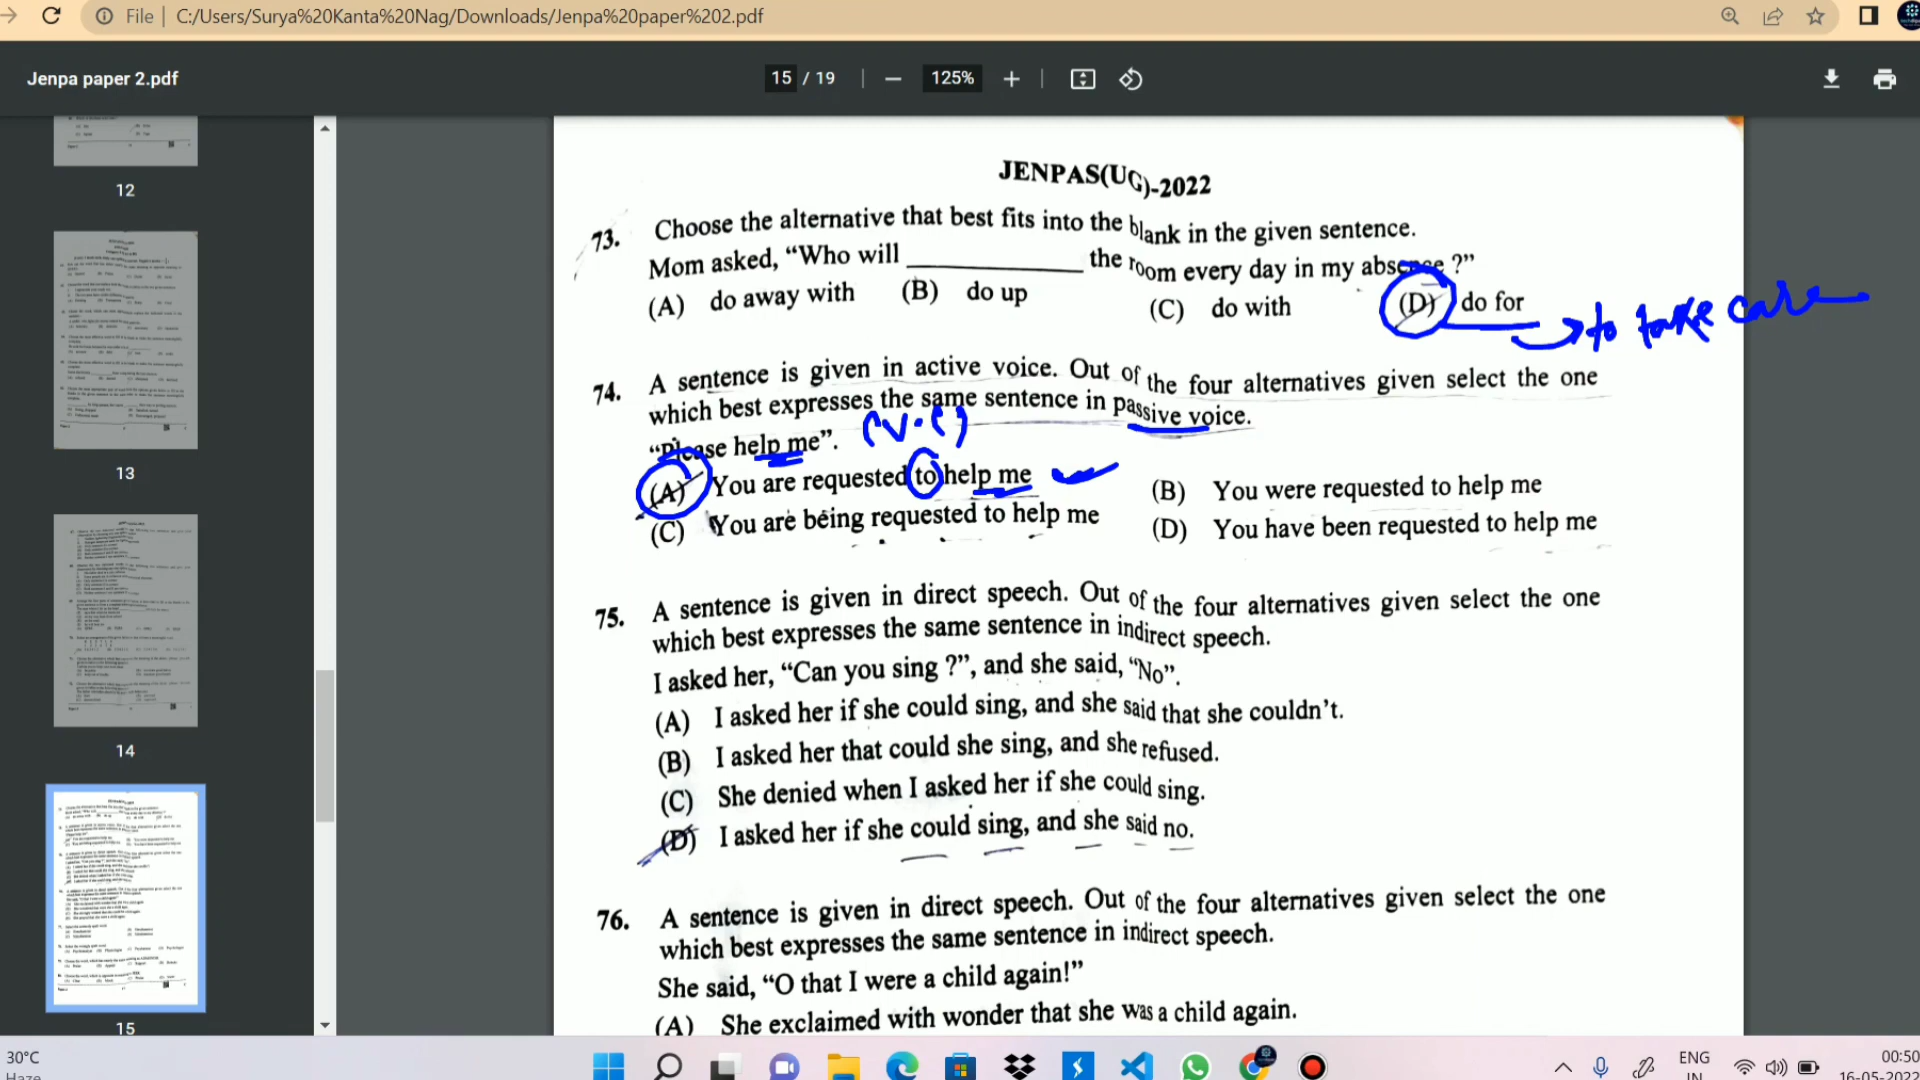 File | C:/Users/Surya%20Kanta%20Nag/Downloads/Jenpa%20paper%202.pdf
Jenpa paper 2.pdf
15 / 19
125%
12
13
14
15
JENPAS(UG)-2022
73. Choose the alternative that best fits into the blank in the given sentence.
Mom asked, “Who will ______________ the room every day in my absence ?”
(A) do away with (B) do up (C) do with (D) do for
to take care
74. A sentence is given in active voice. Out of the four alternatives given select the one
which best expresses the same sentence in passive voice.
“Please help me”.
(A) You are requested to help me (B) You were requested to help me
(C) You are being requested to help me (D) You have been requested to help me
75. A sentence is given in direct speech. Out of the four alternatives given select the one
which best expresses the same sentence in indirect speech.
I asked her, “Can you sing ?”, and she said, “No”.
(A) I asked her if she could sing, and she said that she couldn’t.
(B) I asked her that could she sing, and she refused.
(C) She denied when I asked her if she could sing.
(D) I asked her if she could sing, and she said no.
76. A sentence is given in direct speech. Out of the four alternatives given select the one
which best expresses the same sentence in indirect speech.
She said, “O that I were a child again!”
(A) She exclaimed with wonder that she was a child again.
30°C
Haze
ENG
IN
00:50
16-05-2022